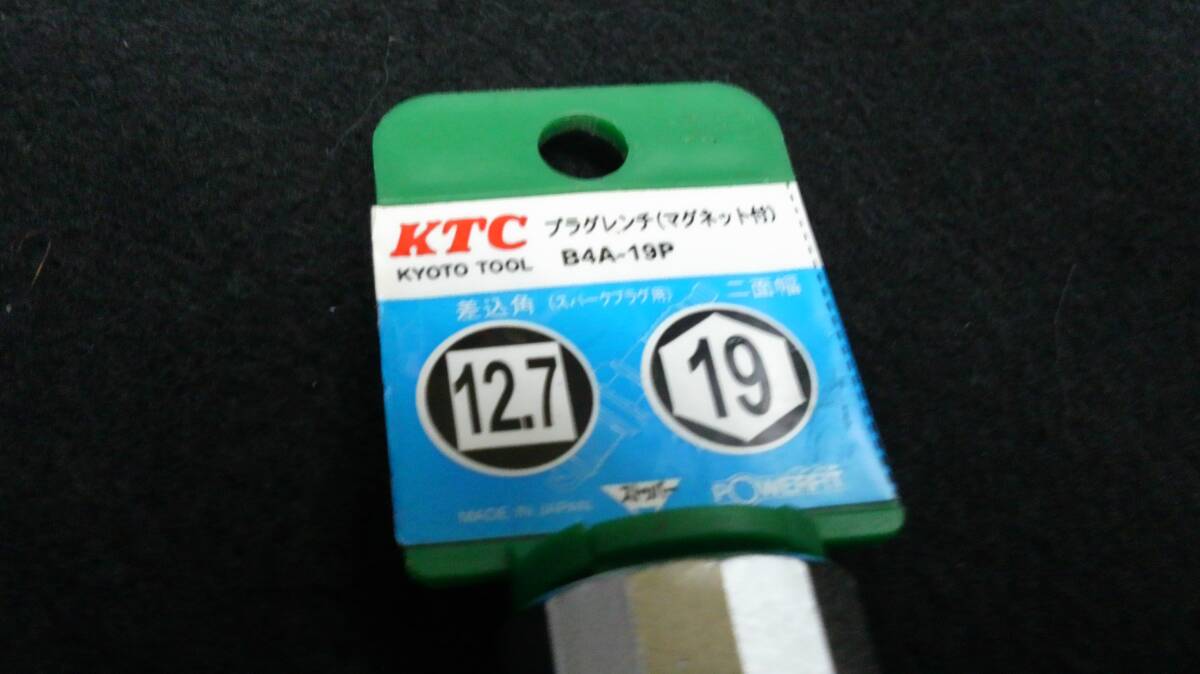 KTC プラグレンチ(マグネット付)
KYOTO TOOL B4A-19P
差込角 (スパークプラグ用) 二面幅
12.7 19
MADE IN JAPAN POWERFIT